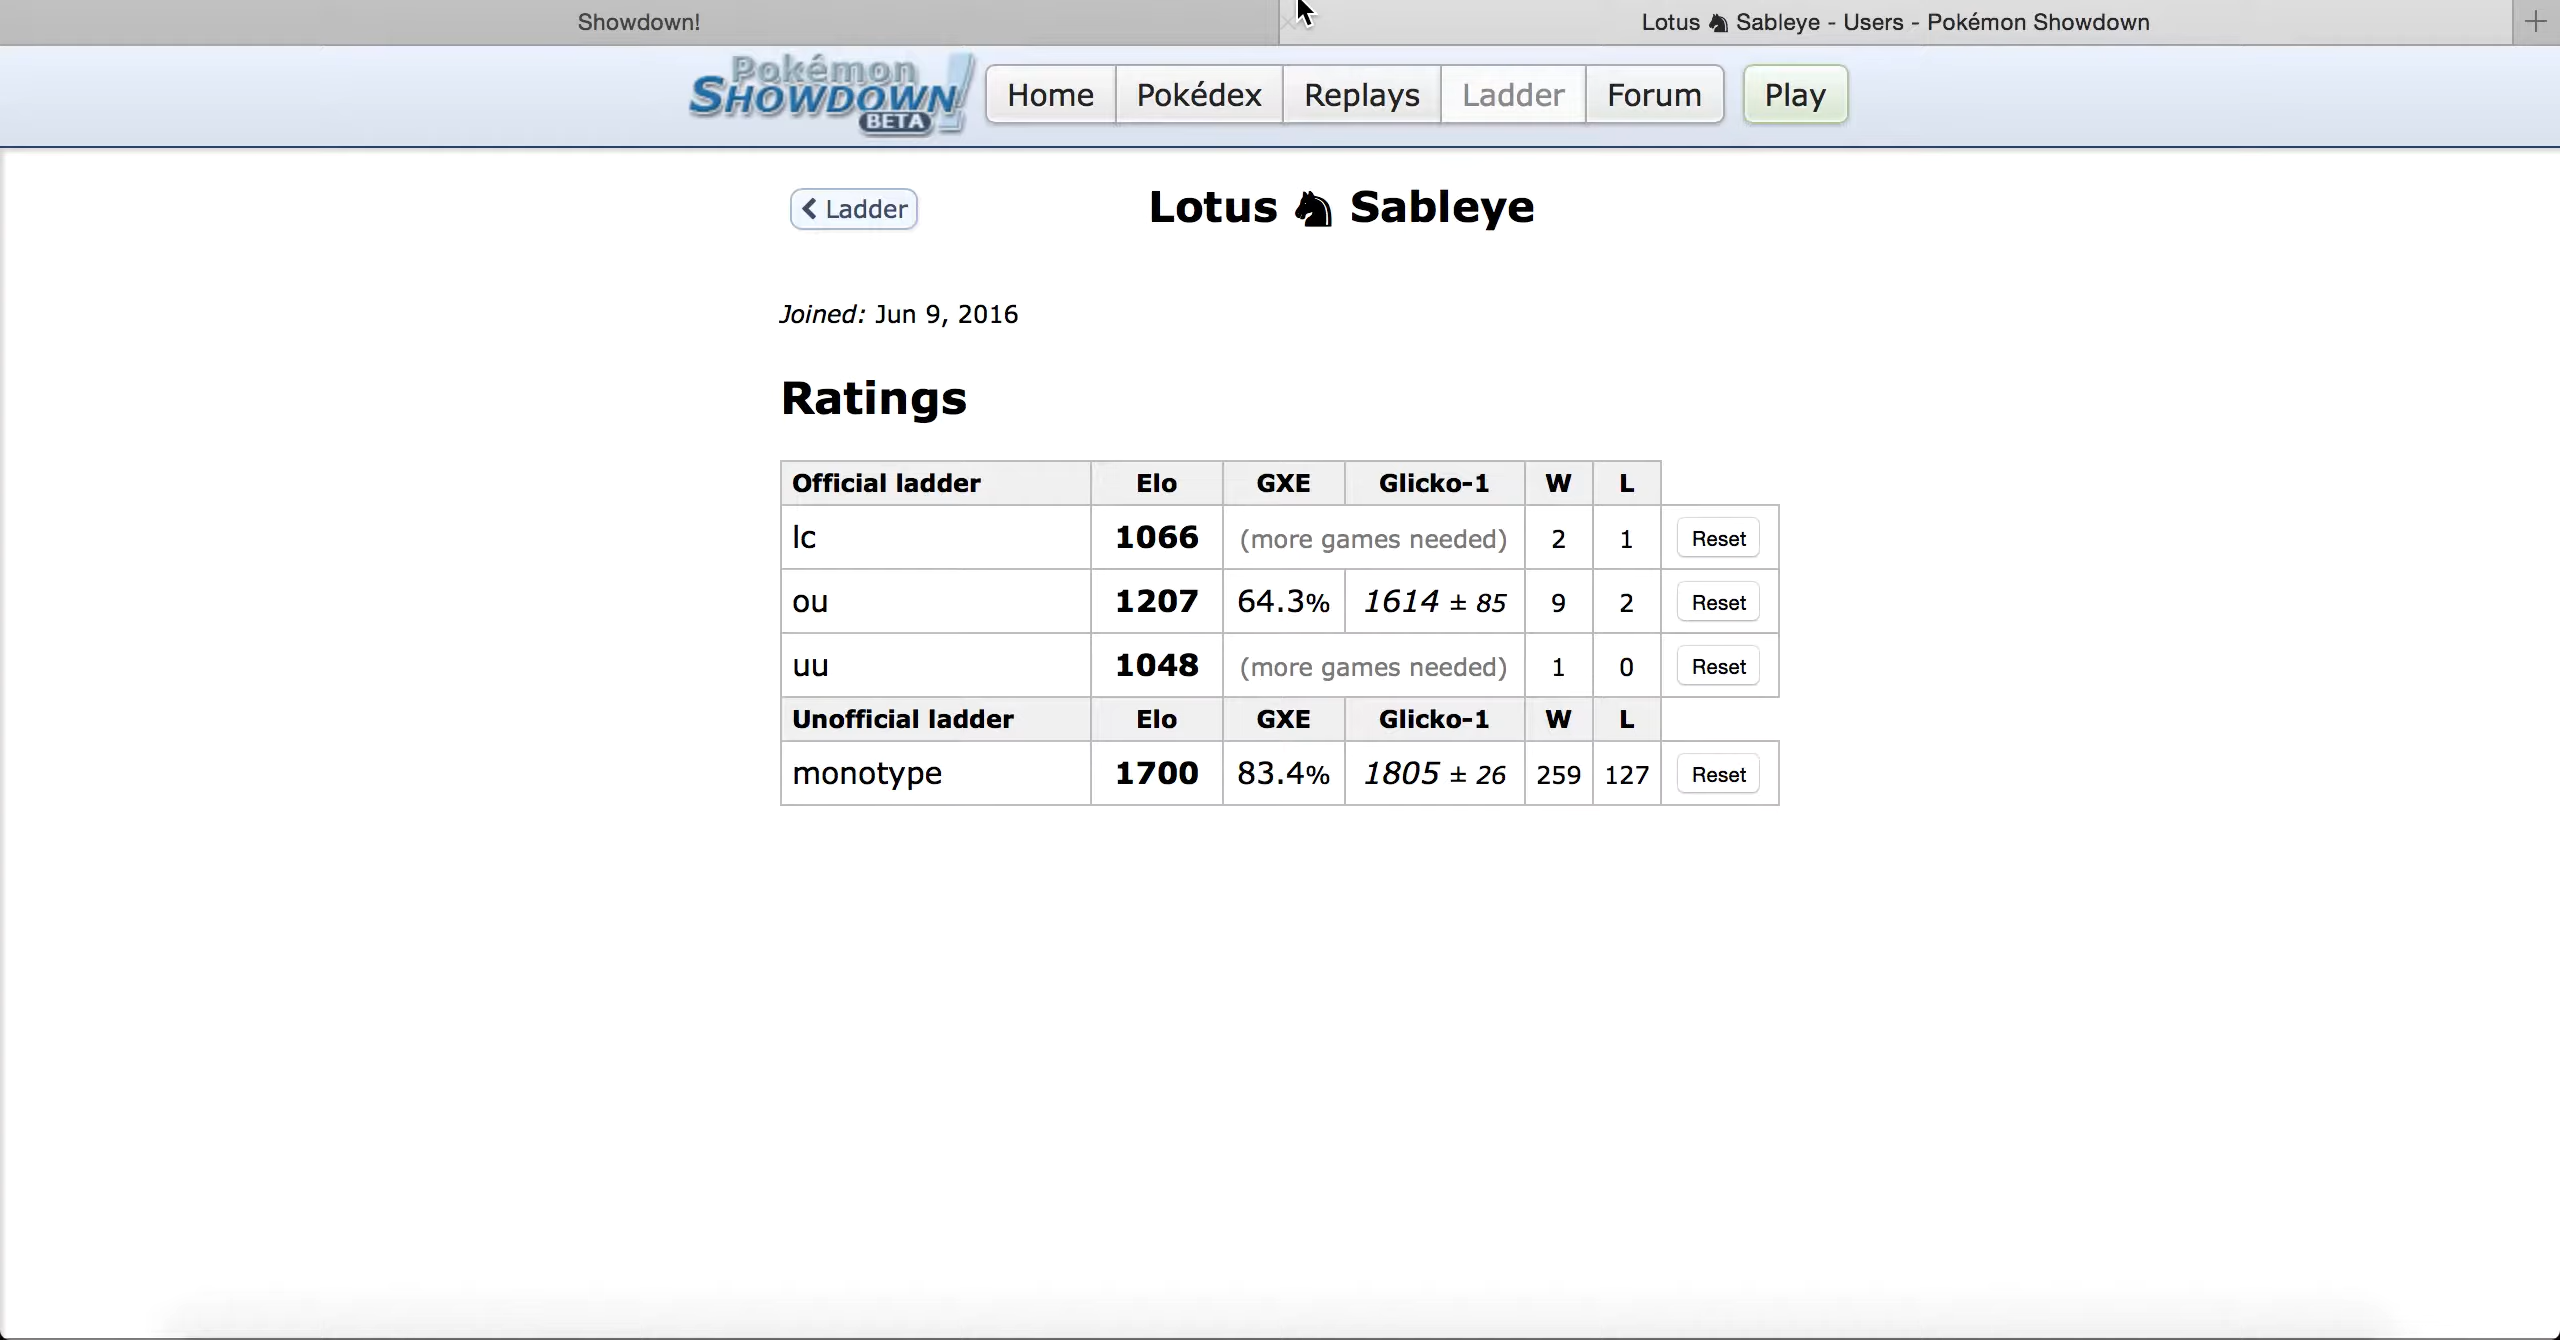 Showdown!
Lotus ♞ Sableye - Users - Pokémon Showdown
Pokémon
SHOWDOWN!
BETA
Home
Pokédex
Replays
Ladder
Forum
Play
Ladder
Lotus ♞ Sableye
Joined: Jun 9, 2016
Ratings
Official ladder Elo GXE Glicko-1 W L
lc 1066 (more games needed) 2 1 Reset
ou 1207 64.3% 1614 ± 85 9 2 Reset
uu 1048 (more games needed) 1 0 Reset
Unofficial ladder Elo GXE Glicko-1 W L
monotype 1700 83.4% 1805 ± 26 259 127 Reset